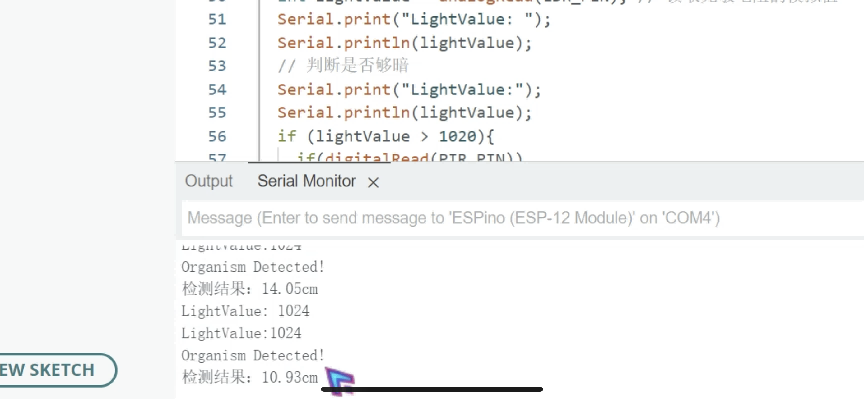 51 Serial.print("LightValue: ");
52 Serial.println(lightValue);
53 // 判断是否够暗
54 Serial.print("LightValue:");
55 Serial.println(lightValue);
56 if (lightValue > 1020){
57 if(digitalRead(PIR_PIN))
Output Serial Monitor ×
Message (Enter to send message to 'ESPino (ESP-12 Module)' on 'COM4')
LightValue:1024
Organism Detected!
检测结果: 14.05cm
LightValue: 1024
LightValue:1024
Organism Detected!
检测结果: 10.93cm
EW SKETCH